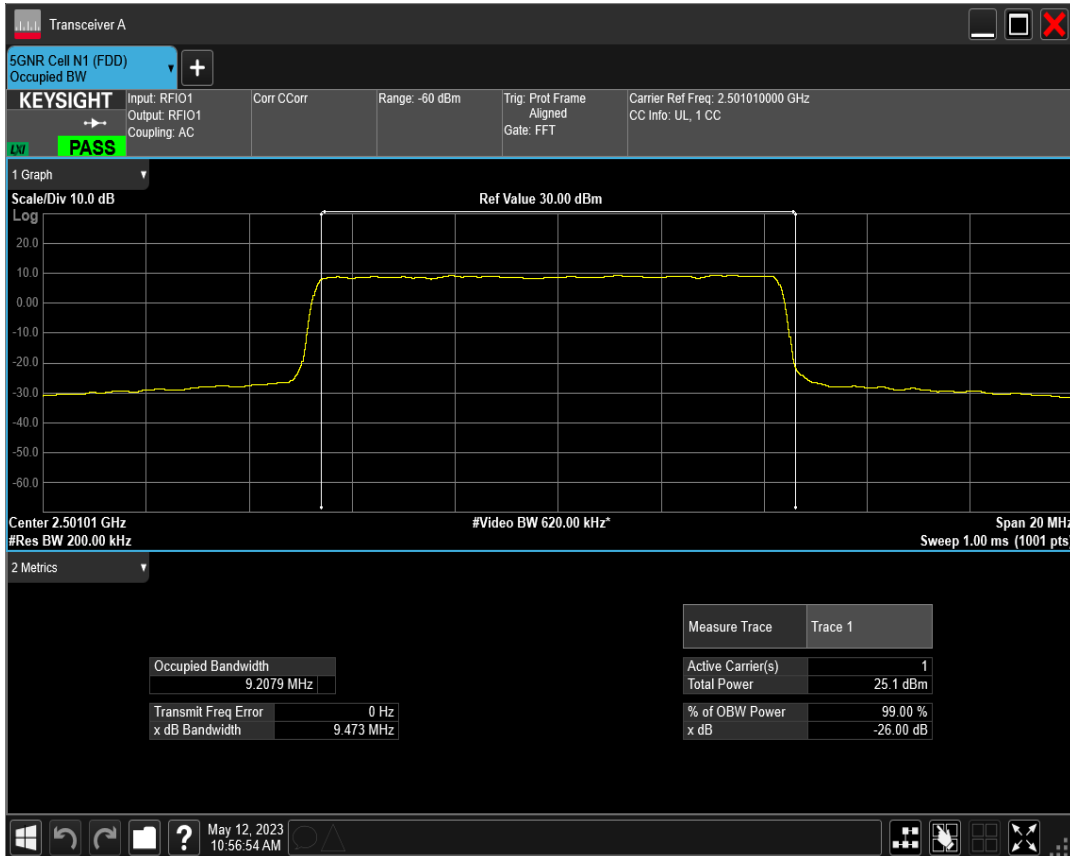 Transceiver A
5GNR Cell N1 (FDD)
Occupied BW
+
KEYSIGHT
LXI
PASS
Input: RFIO1
Output: RFIO1
Coupling: AC
Corr CCorr
Range: -60 dBm
Trig: Prot Frame
Aligned
Gate: FFT
Carrier Ref Freq: 2.501010000 GHz
CC Info: UL, 1 CC
1 Graph
Scale/Div 10.0 dB
Ref Value 30.00 dBm
Log
20.0
10.0
0.00
-10.0
-20.0
-30.0
-40.0
-50.0
-60.0
Center 2.50101 GHz
#Video BW 620.00 kHz*
Span 20 MHz
#Res BW 200.00 kHz
Sweep 1.00 ms (1001 pts)
2 Metrics
Measure Trace Trace 1
Occupied Bandwidth
9.2079 MHz
Active Carrier(s) 1
Total Power 25.1 dBm
Transmit Freq Error 0 Hz
x dB Bandwidth 9.473 MHz
% of OBW Power 99.00 %
x dB -26.00 dB
?
May 12, 2023
10:56:54 AM